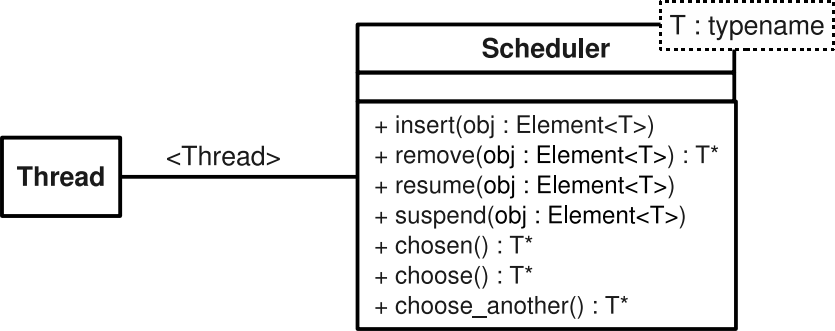 T : typename
Scheduler
<Thread>
Thread
+ insert(obj : Element<T>)
+ remove(obj : Element<T>) : T*
+ resume(obj : Element<T>)
+ suspend(obj : Element<T>)
+ chosen() : T*
+ choose() : T*
+ choose_another() : T*